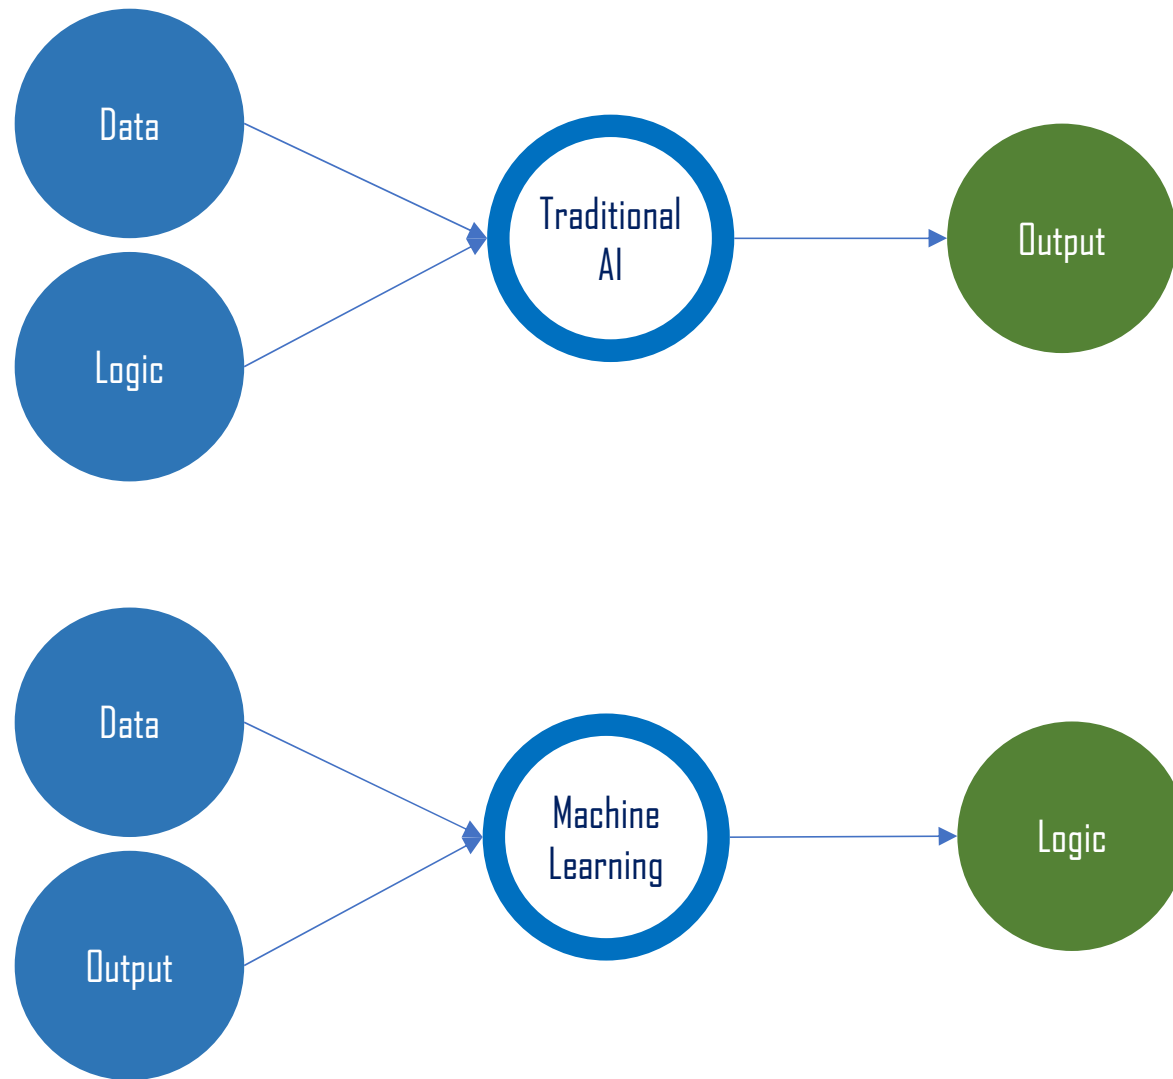 Data
Logic
Traditional
AI
Output
Data
Output
Machine
Learning
Logic